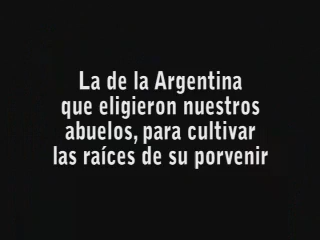 La de la Argentina
que eligieron nuestros
abuelos, para cultivar
las raíces de su porvenir